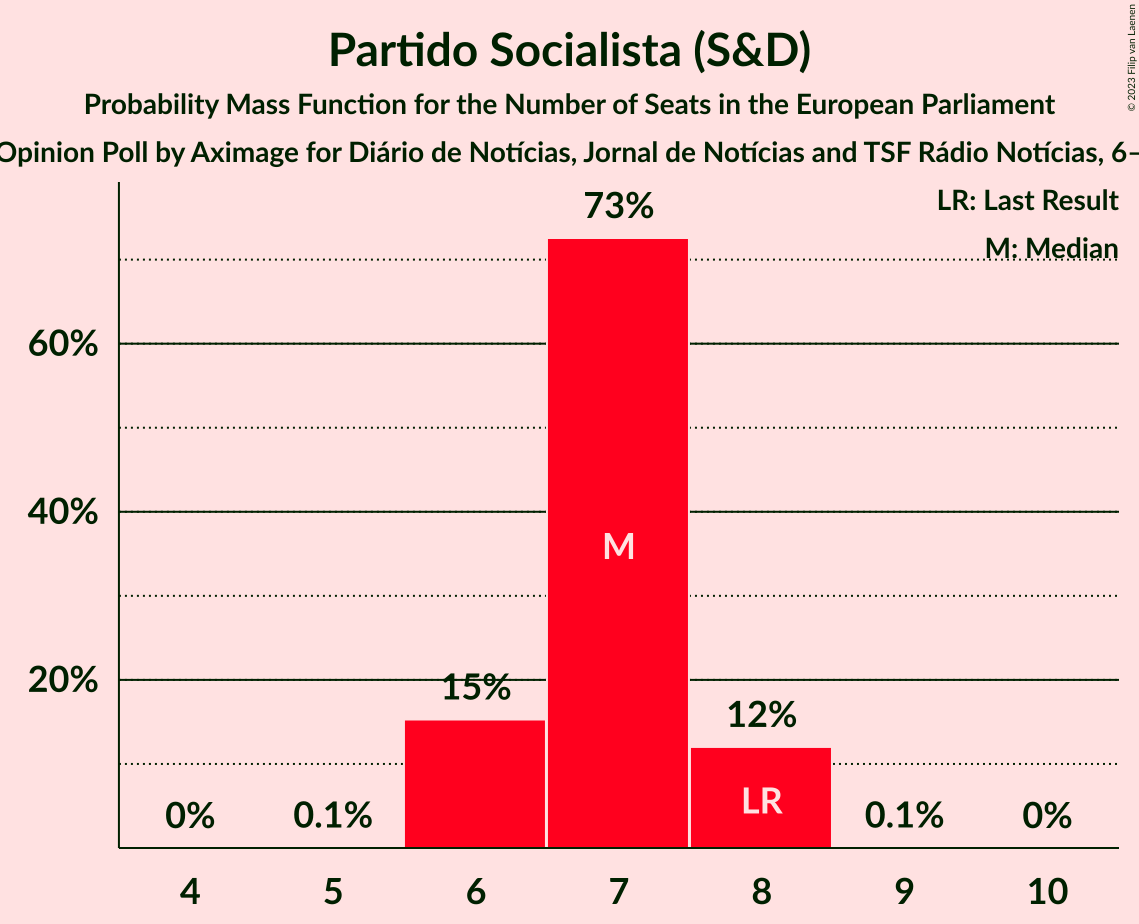 Partido Socialista (S&D)
Probability Mass Function for the Number of Seats in the European Parliament
Opinion Poll by Aximage for Diário de Notícias, Jornal de Notícias and TSF Rádio Notícias, 6–
© 2023 Filip van Laenen
LR: Last Result
M: Median
73%
60%
40%
M
20%
15%
12%
LR
0%
0.1%
0.1%
0%
4
5
6
7
8
9
10